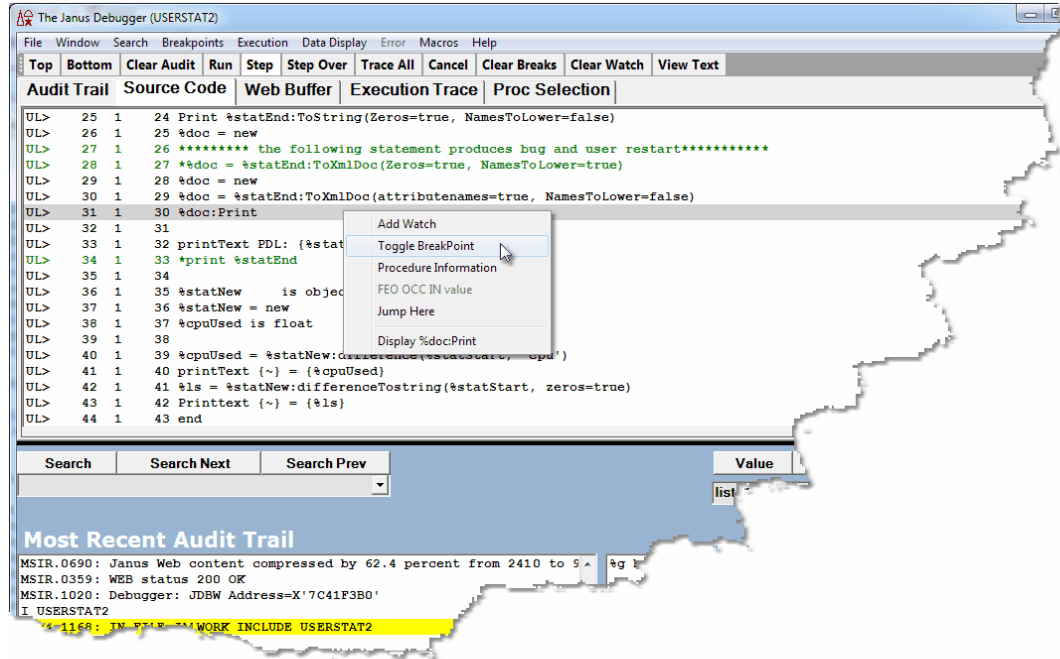 The Janus Debugger (USERSTAT2)
File Window Search Breakpoints Execution Data Display Error Macros Help
Top Bottom Clear Audit Run Step Step Over Trace All Cancel Clear Breaks Clear Watch View Text
Audit Trail Source Code Web Buffer Execution Trace Proc Selection
UL> 25 1 24 Print %statEnd:ToString(Zeros=true, NamesToLower=false)
UL> 26 1 25 %doc = new
UL> 27 1 26 ********* the following statement produces bug and user restart***********
UL> 28 1 27 *%doc = %statEnd:ToXmlDoc(Zeros=true, NamesToLower=true)
UL> 29 1 28 %doc = new
UL> 30 1 29 %doc = %statEnd:ToXmlDoc(attributenames=true, NamesToLower=false)
UL> 31 1 30 %doc:Print
UL> 32 1 31
UL> 33 1 32 printText PDL: {%stat
UL> 34 1 33 *print %statEnd
UL> 35 1 34
UL> 36 1 35 %statNew is objec
UL> 37 1 36 %statNew = new
UL> 38 1 37 %cpuUsed is float
UL> 39 1 38
UL> 40 1 39 %cpuUsed = %statNew:difference(%statStart, 'cpu')
UL> 41 1 40 printText {~} = {%cpuUsed}
UL> 42 1 41 %ls = %statNew:differenceTostring(%statStart, zeros=true)
UL> 43 1 42 Printtext {~} = {%ls}
UL> 44 1 43 end
Add Watch
Toggle BreakPoint
Procedure Information
FEO OCC IN value
Jump Here
Display %doc:Print
Search Search Next Search Prev
Value
list
Most Recent Audit Trail
MSIR.0690: Janus Web content compressed by 62.4 percent from 2410 to 9
%g
MSIR.0359: WEB status 200 OK
MSIR.1020: Debugger: JDBW Address=X'7C41F3B0'
I USERSTAT2
1168: IN FILE WORK INCLUDE USERSTAT2